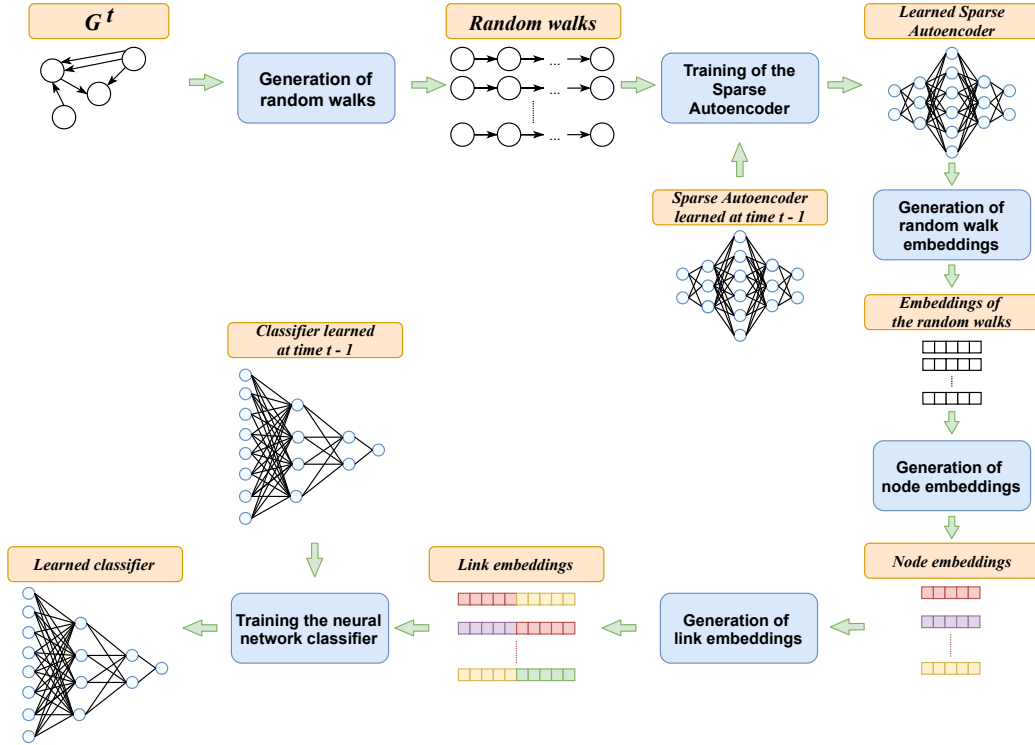 G^t
Random walks
Learned Sparse
Autoencoder
Generation of
random walks
...
...
...
Training of the
Sparse
Autoencoder
Sparse Autoencoder
learned at time t - 1
Generation of
random walk
embeddings
Embeddings of
the random walks
Classifier learned
at time t - 1
Generation of
node embeddings
Learned classifier
Link embeddings
Node embeddings
Training the neural
network classifier
Generation of
link embeddings